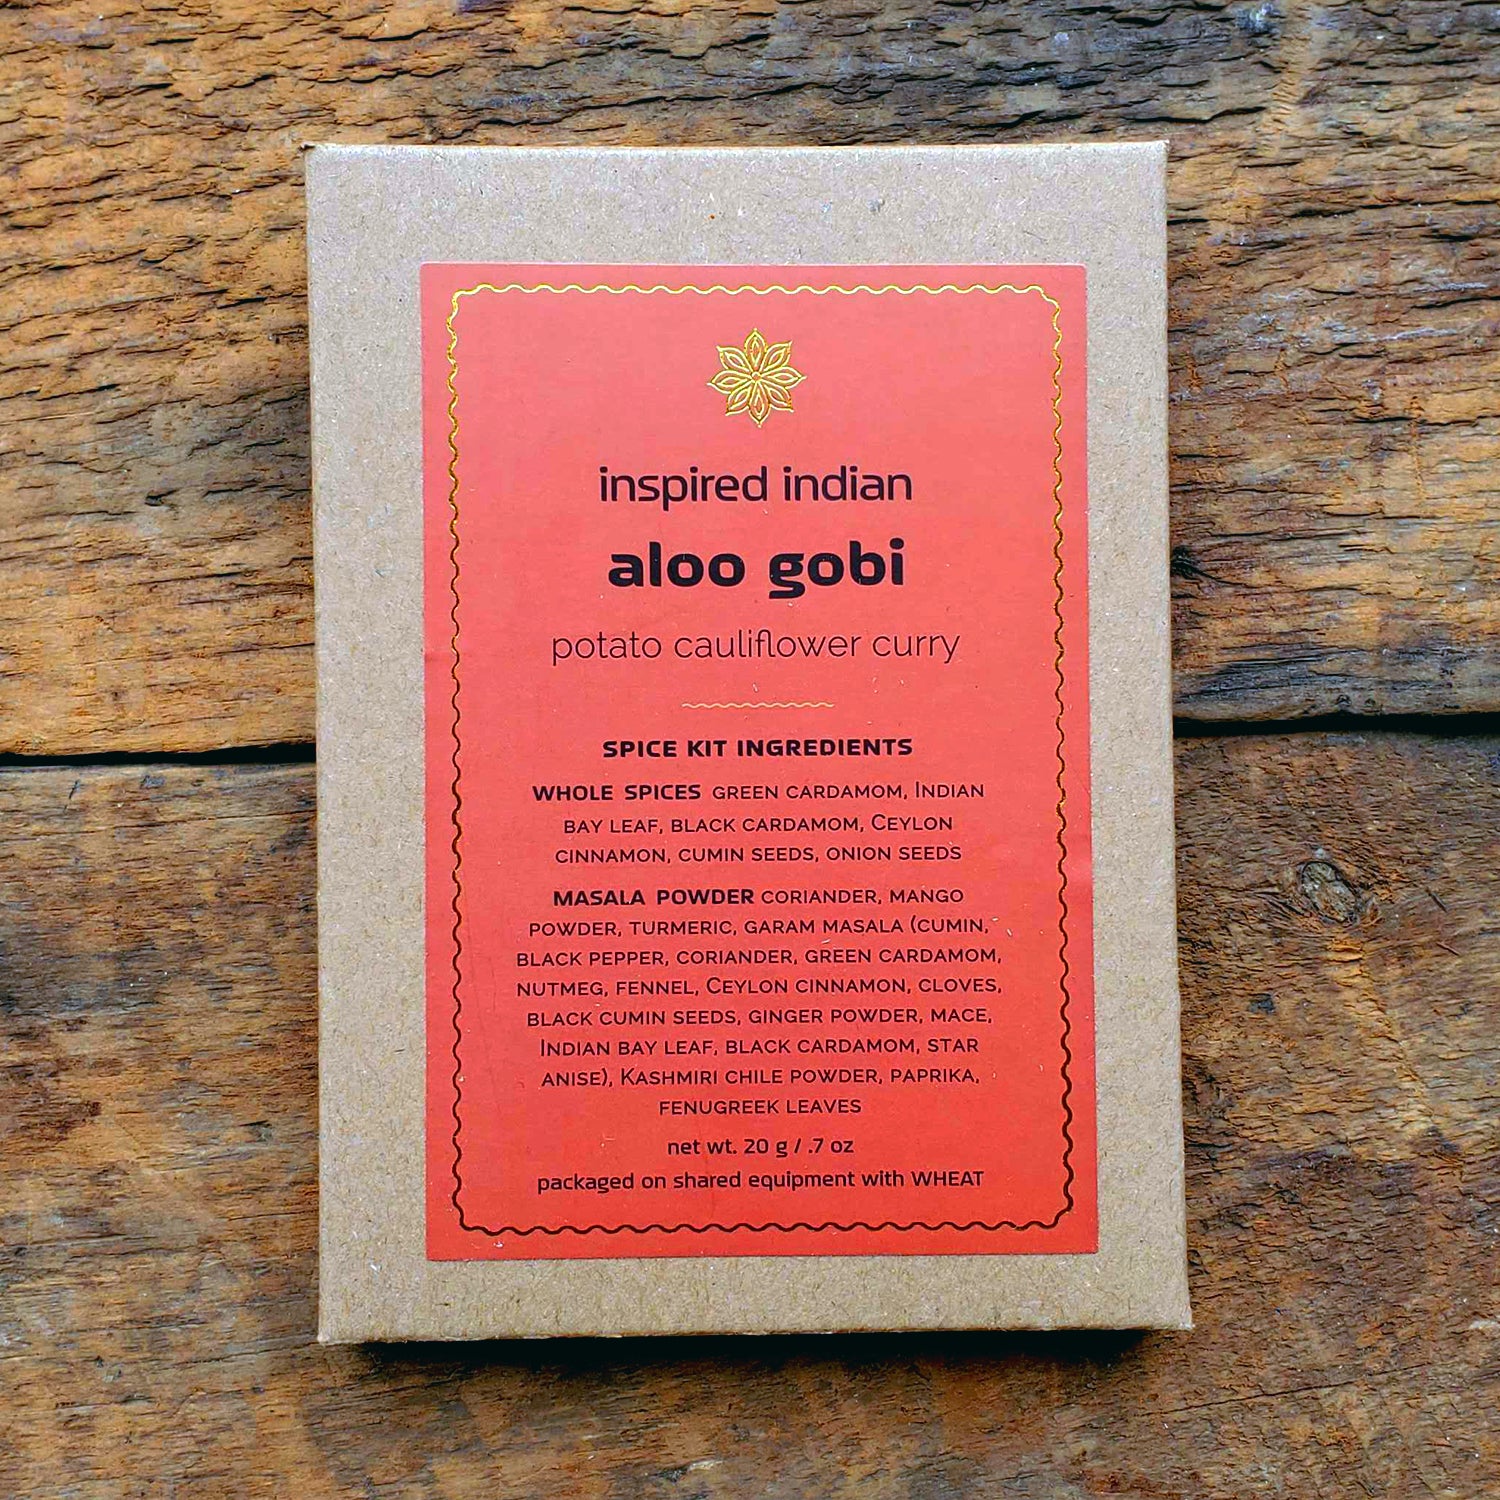 inspired indian
aloo gobi
potato cauliflower curry
SPICE KIT INGREDIENTS
WHOLE SPICES GREEN CARDAMOM, INDIAN
BAY LEAF, BLACK CARDAMOM, CEYLON
CINNAMON, CUMIN SEEDS, ONION SEEDS
MASALA POWDER CORIANDER, MANGO
POWDER, TURMERIC, GARAM MASALA (CUMIN,
BLACK PEPPER, CORIANDER, GREEN CARDAMOM,
NUTMEG, FENNEL, CEYLON CINNAMON, CLOVES,
BLACK CUMIN SEEDS, GINGER POWDER, MACE,
INDIAN BAY LEAF, BLACK CARDAMOM, STAR
ANISE), KASHMIRI CHILE POWDER, PAPRIKA,
FENUGREEK LEAVES
net wt. 20 g / .7 oz
packaged on shared equipment with WHEAT